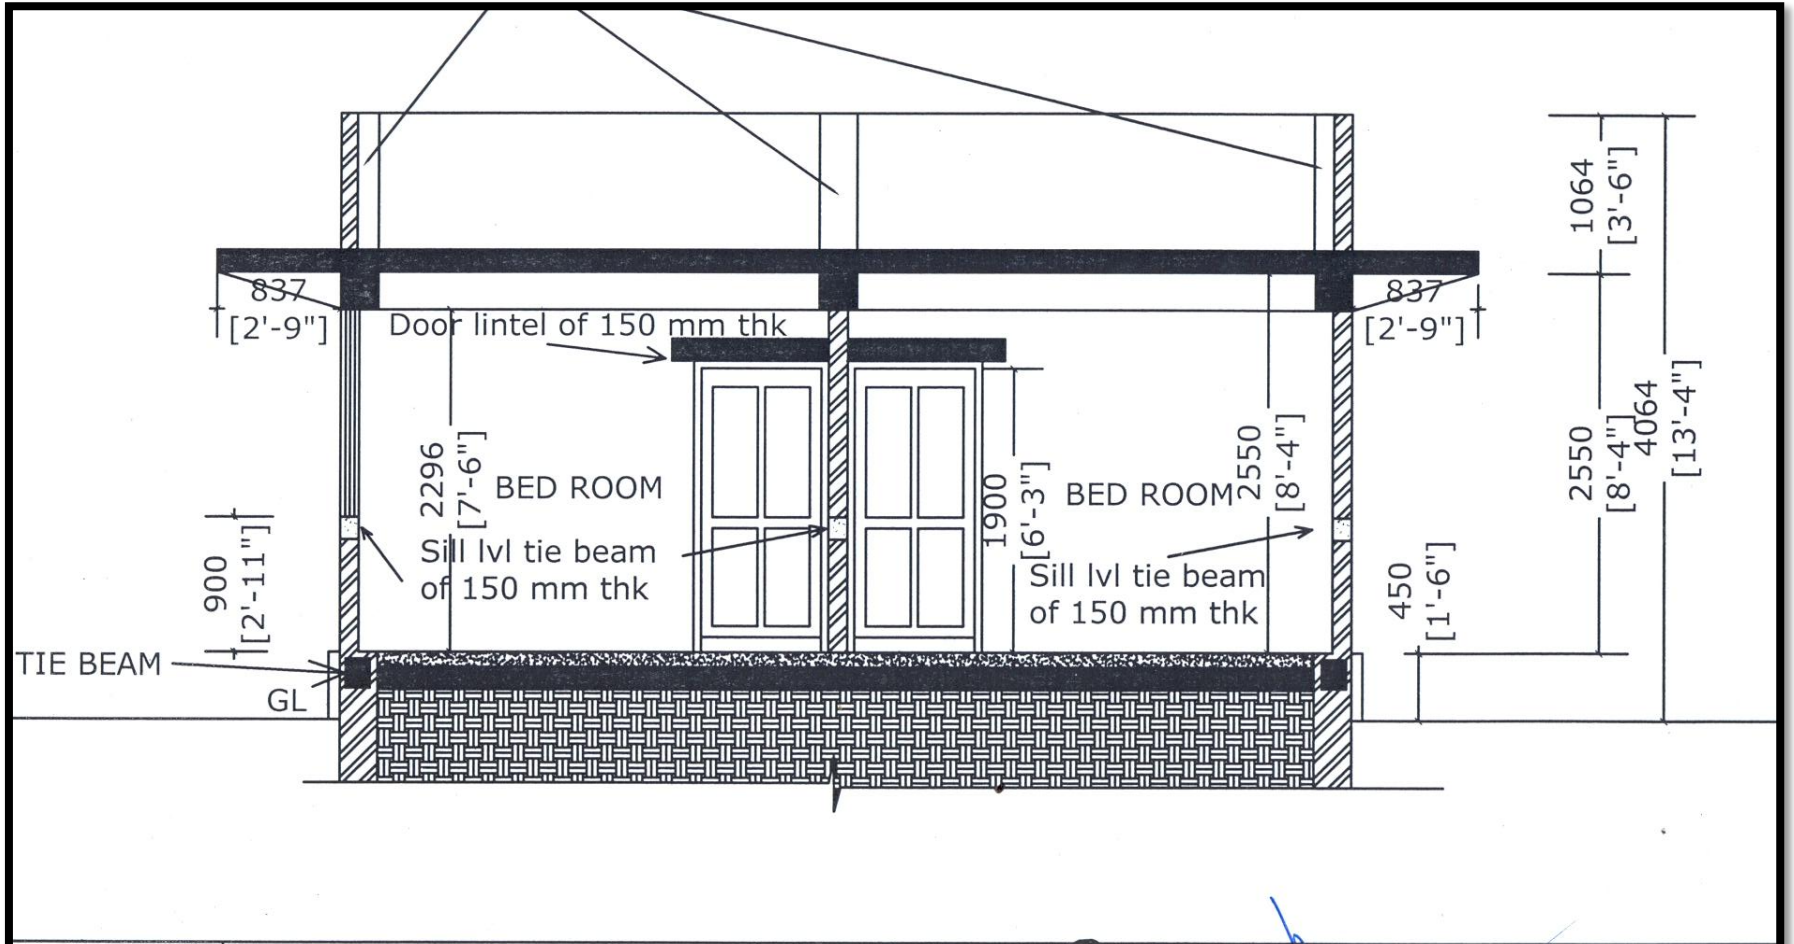 1064
[3'-6"]
837
[2'-9"]
837
[2'-9"]
Door lintel of 150 mm thk
2296
[7'-6"]
BED ROOM
1900
[6'-3"]
BED ROOM
2550
[8'-4"]
2550
[8'-4"]
4064
[13'-4"]
Sill lvl tie beam
of 150 mm thk
Sill lvl tie beam
of 150 mm thk
900
[2'-11"]
450
[1'-6"]
TIE BEAM
GL